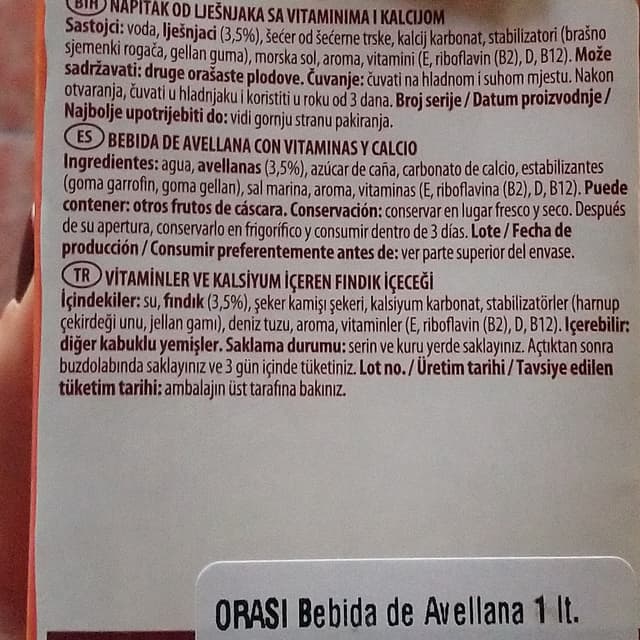 BIH NAPITAK OD LJEŠNJAKA SA VITAMINIMA I KALCIJOM
Sastojci: voda, lješnjaci (3,5%), šećer od šećerne trske, kalcij karbonat, stabilizatori (brašno
sjemenki rogača, gellan guma), morska sol, aroma, vitamini (E, riboflavin (B2), D, B12). Može
sadržavati: druge orašaste plodove. Čuvanje: čuvati na hladnom i suhom mjestu. Nakon
otvaranja, čuvati u hladnjaku i koristiti u roku od 3 dana. Broj serije / Datum proizvodnje /
Najbolje upotrijebiti do: vidi gornju stranu pakiranja.
ES BEBIDA DE AVELLANA CON VITAMINAS Y CALCIO
Ingredientes: agua, avellanas (3,5%), azúcar de caña, carbonato de calcio, estabilizantes
(goma garrofín, goma gellan), sal marina, aroma, vitaminas (E, riboflavina (B2), D, B12). Puede
contener: otros frutos de cáscara. Conservación: conservar en lugar fresco y seco. Después
de su apertura, conservarlo en frigorífico y consumir dentro de 3 días. Lote / Fecha de
producción / Consumir preferentemente antes de: ver parte superior del envase.
TR VİTAMİNLER VE KALSİYUM İÇEREN FINDIK İÇECEĞİ
İçindekiler: su, fındık (3,5%), şeker kamışı şekeri, kalsiyum karbonat, stabilizatörler (harnup
çekirdeği unu, jellan gamı), deniz tuzu, aroma, vitaminler (E, riboflavin (B2), D, B12). İçerebilir:
diğer kabuklu yemişler. Saklama durumu: serin ve kuru yerde saklayınız. Açtıktan sonra
buzdolabında saklayınız ve 3 gün içinde tüketiniz. Lot no. / Üretim tarihi / Tavsiye edilen
tüketim tarihi: ambalajın üst tarafına bakınız.
ORASI Bebida de Avellana 1 lt.